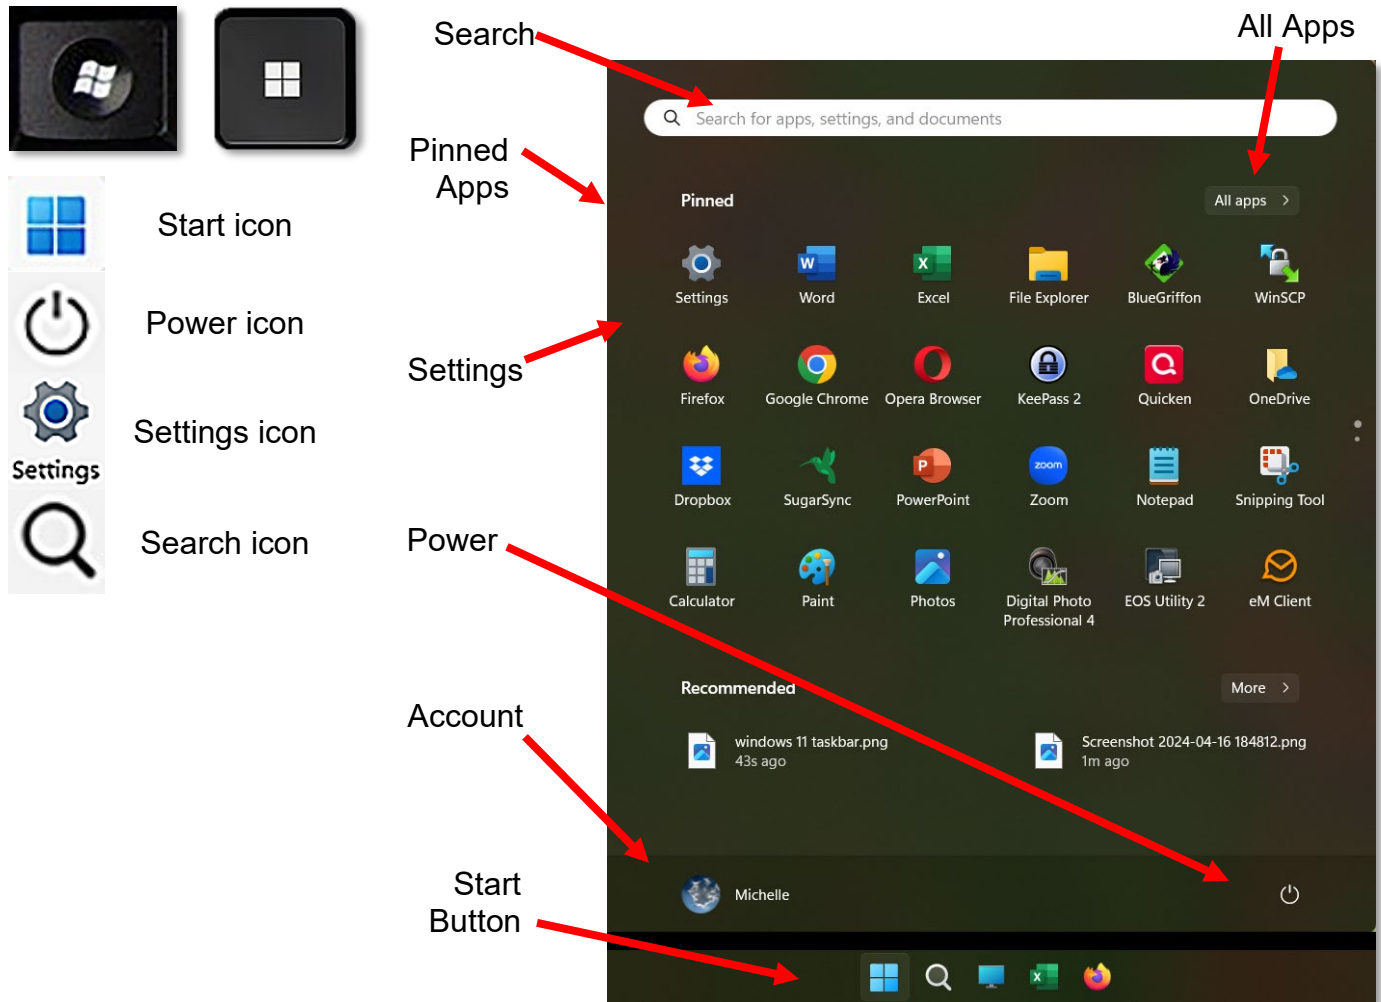 Search
All Apps
Search for apps, settings, and documents
Pinned
Apps
Pinned
All apps
Start icon
Settings
Word
Excel
File Explorer
BlueGriffon
WinSCP
Power icon
Settings
Firefox
Google Chrome
Opera Browser
KeePass 2
Quicken
OneDrive
Settings icon
Settings
Dropbox
SugarSync
PowerPoint
zoom
Zoom
Notepad
Snipping Tool
Search icon
Power
Calculator
Paint
Photos
Digital Photo
Professional 4
EOS Utility 2
eM Client
Recommended
More
Account
windows 11 taskbar.png
43s ago
Screenshot 2024-04-16 184812.png
1m ago
Start
Button
Michelle